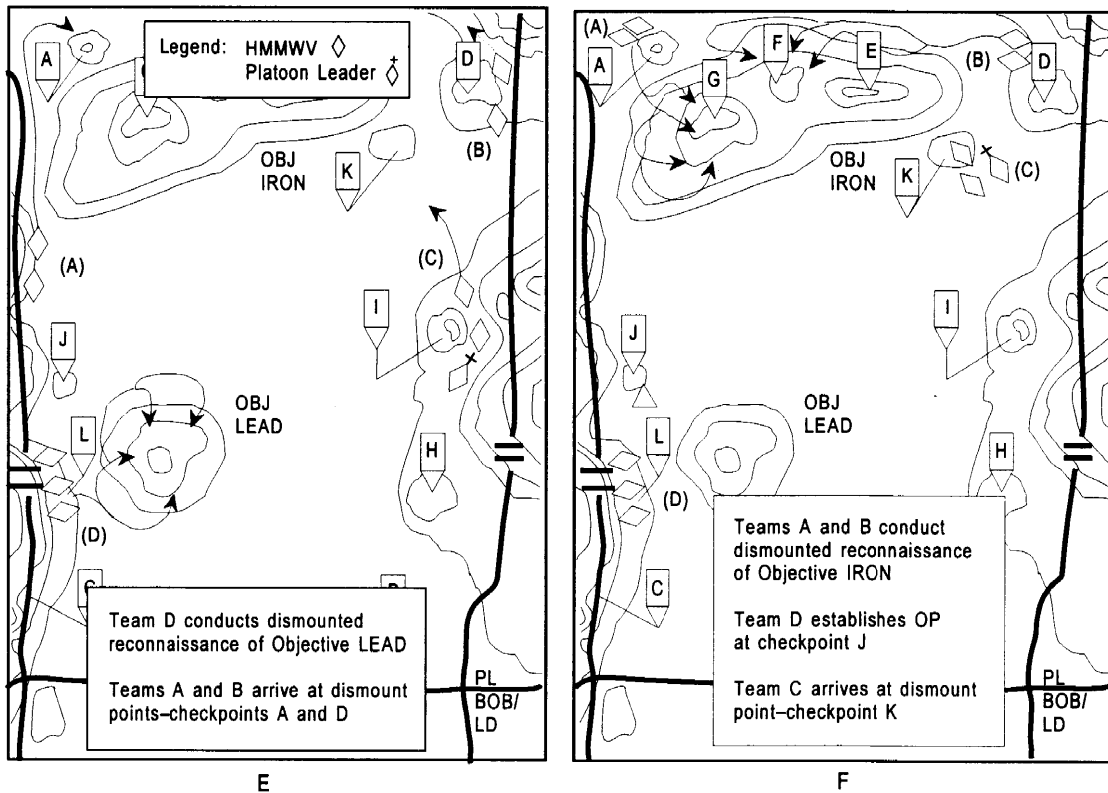 Legend: HMMWV
Platoon Leader
A
D
(B)
OBJ
IRON
K
(A)
(C)
I
J
OBJ
LEAD
L
H
(D)
Team D conducts dismounted
reconnaissance of Objective LEAD
Teams A and B arrive at dismount
points–checkpoints A and D
PL
BOB/
LD
E
(A)
A
F
E
(B)
D
G
OBJ
IRON
K
(C)
I
J
OBJ
LEAD
L
H
(D)
C
Teams A and B conduct
dismounted reconnaissance
of Objective IRON
Team D establishes OP
at checkpoint J
Team C arrives at dismount
point–checkpoint K
PL
BOB/
LD
F